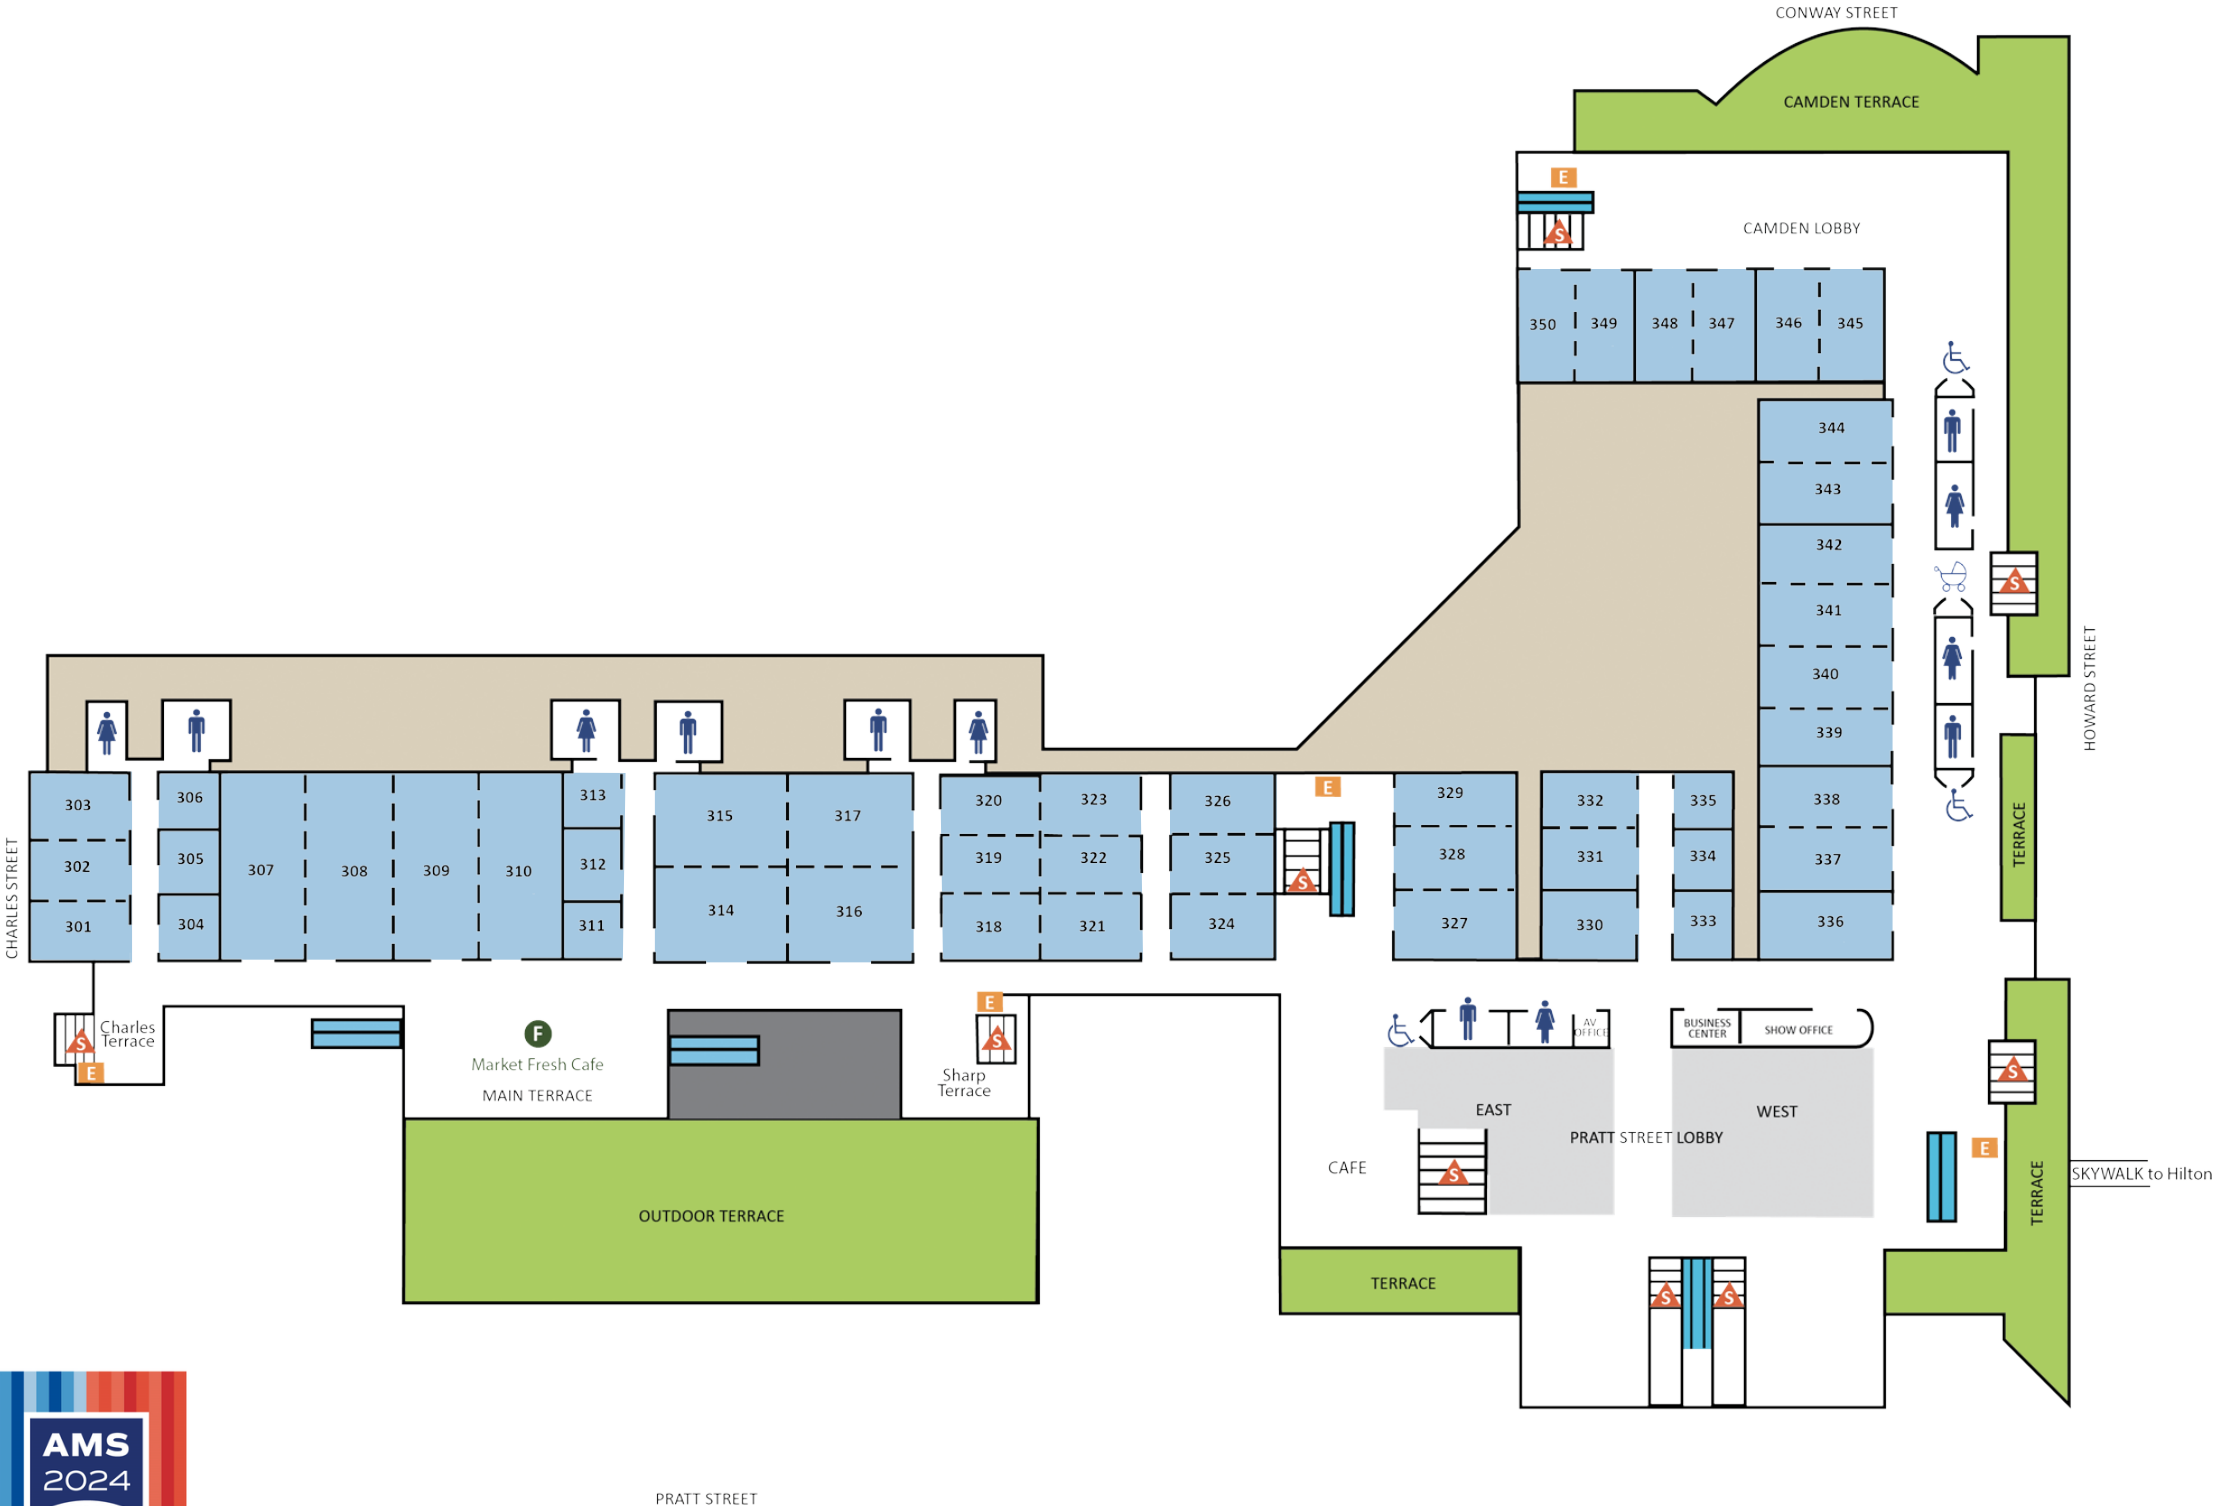 CONWAY STREET
CAMDEN TERRACE
E
S
CAMDEN LOBBY
350
349
348
347
346
345
344
343
342
341
340
339
338
337
336
S
HOWARD STREET
TERRACE
CHARLES STREET
303
302
301
306
305
304
307
308
309
310
313
312
311
315
314
317
316
320
319
318
323
322
321
326
325
324
E
S
329
328
327
332
331
330
335
334
333
S
Charles
Terrace
E
F
Market Fresh Cafe
MAIN TERRACE
E
S
Sharp
Terrace
OUTDOOR TERRACE
AV
OFFICE
BUSINESS
CENTER
SHOW OFFICE
EAST
WEST
PRATT STREET LOBBY
CAFE
S
S
E
TERRACE
SKYWALK to Hilton
TERRACE
S
S
AMS
2024
PRATT STREET